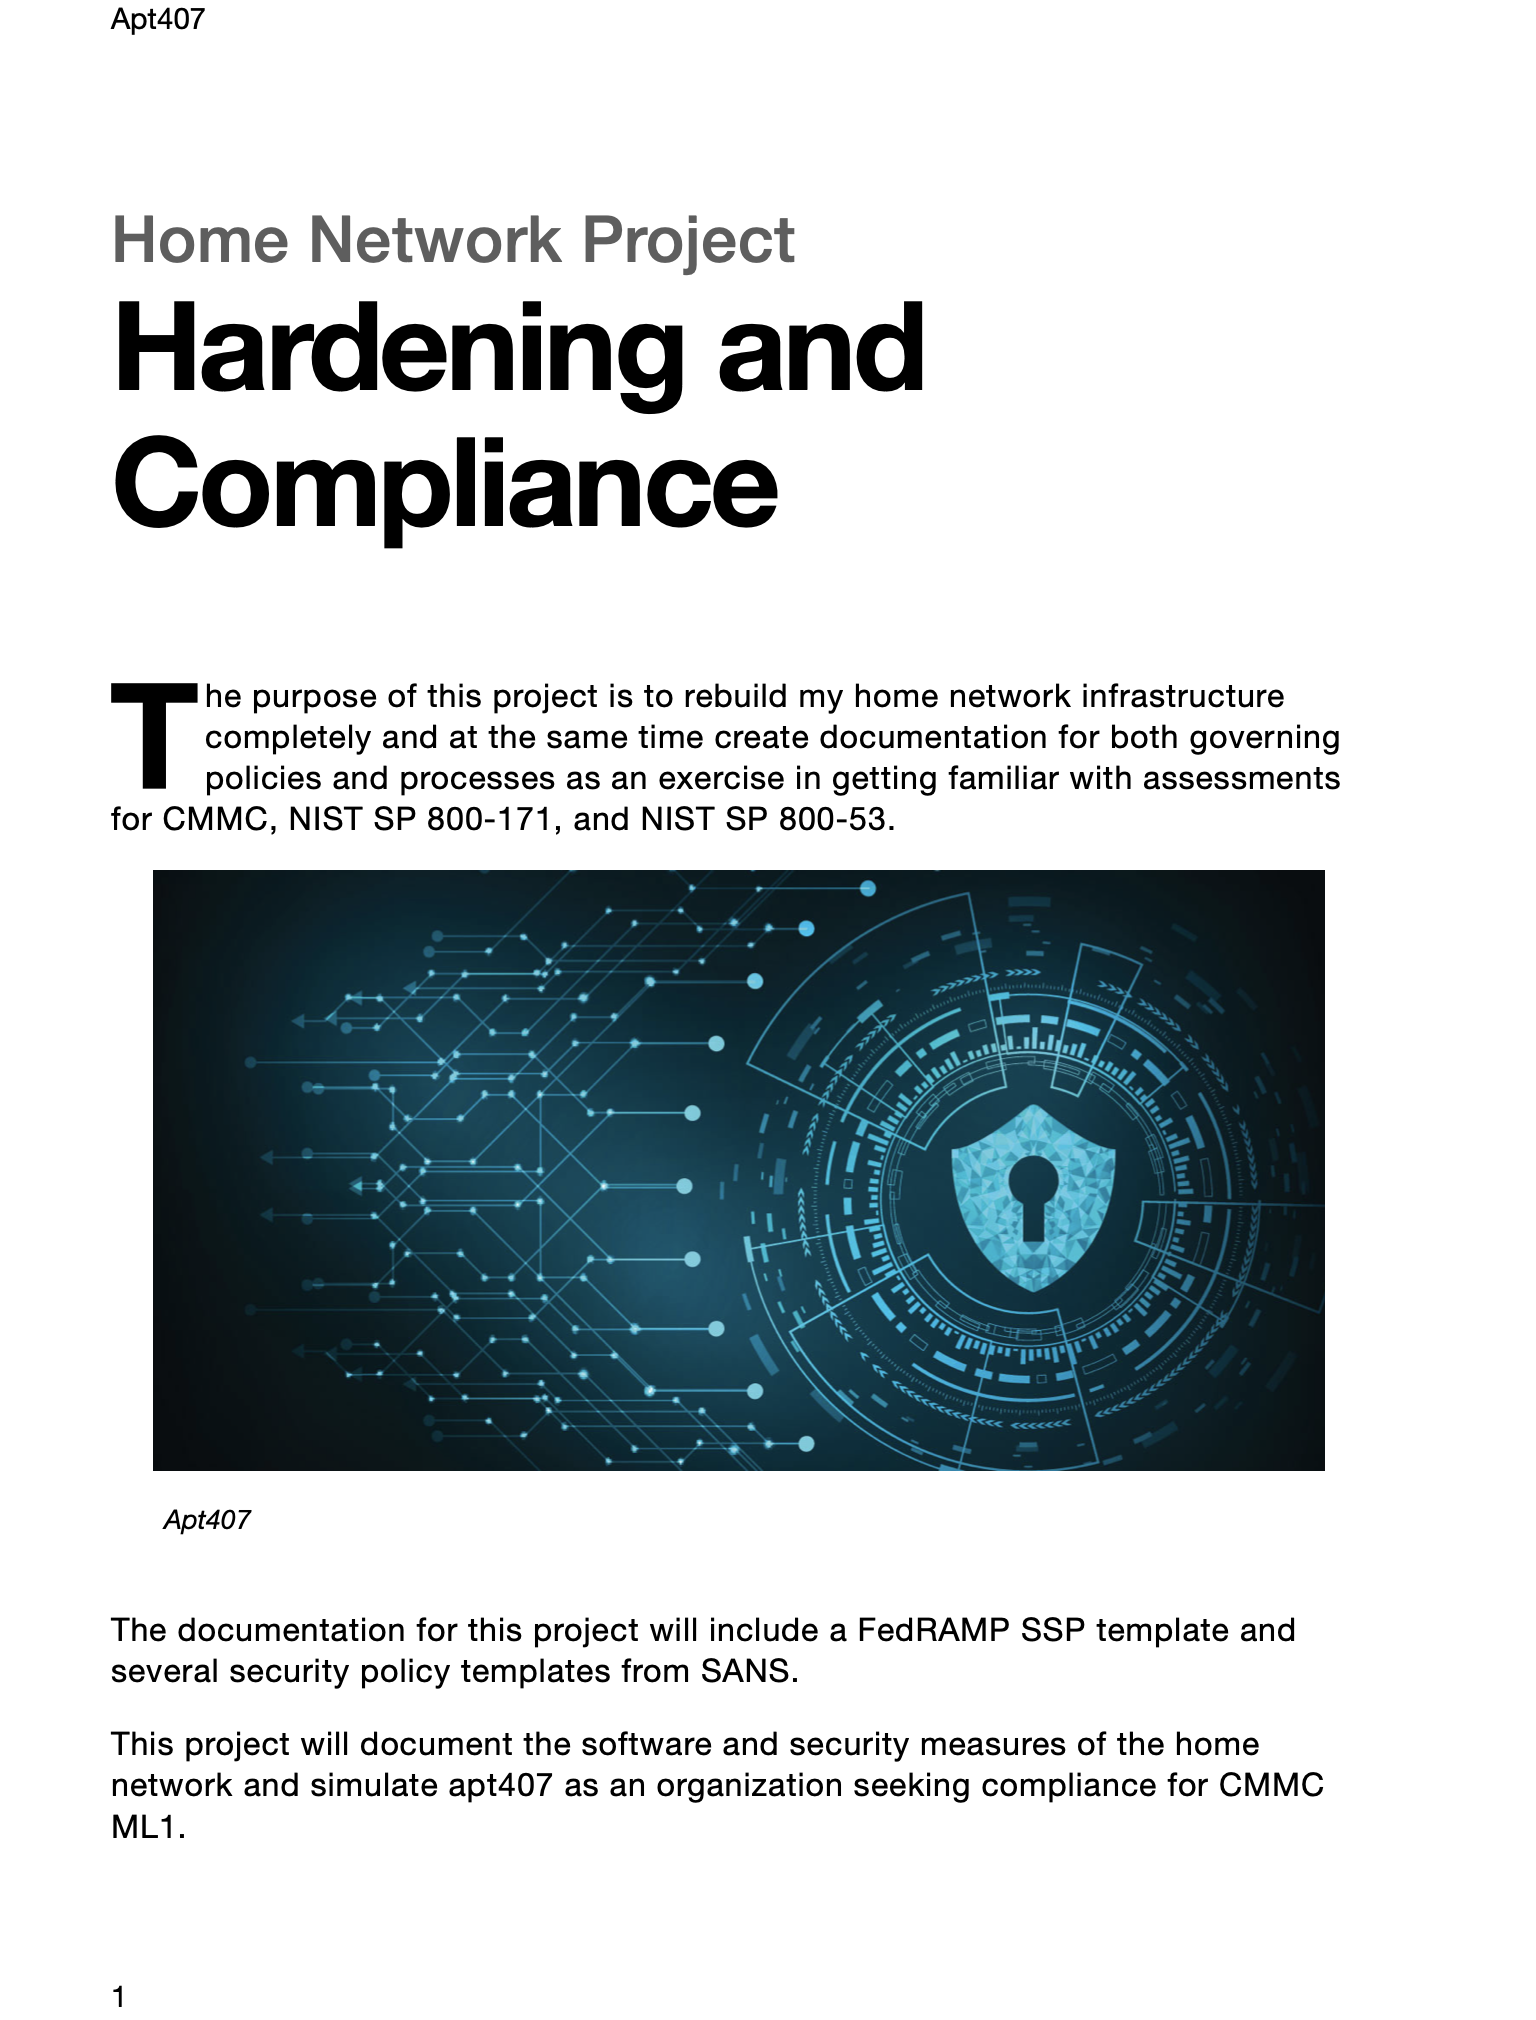 Apt407
Home Network Project
Hardening and
Compliance
The purpose of this project is to rebuild my home network infrastructure
completely and at the same time create documentation for both governing
policies and processes as an exercise in getting familiar with assessments
for CMMC, NIST SP 800-171, and NIST SP 800-53.
Apt407
The documentation for this project will include a FedRAMP SSP template and
several security policy templates from SANS.
This project will document the software and security measures of the home
network and simulate apt407 as an organization seeking compliance for CMMC
ML1.
1